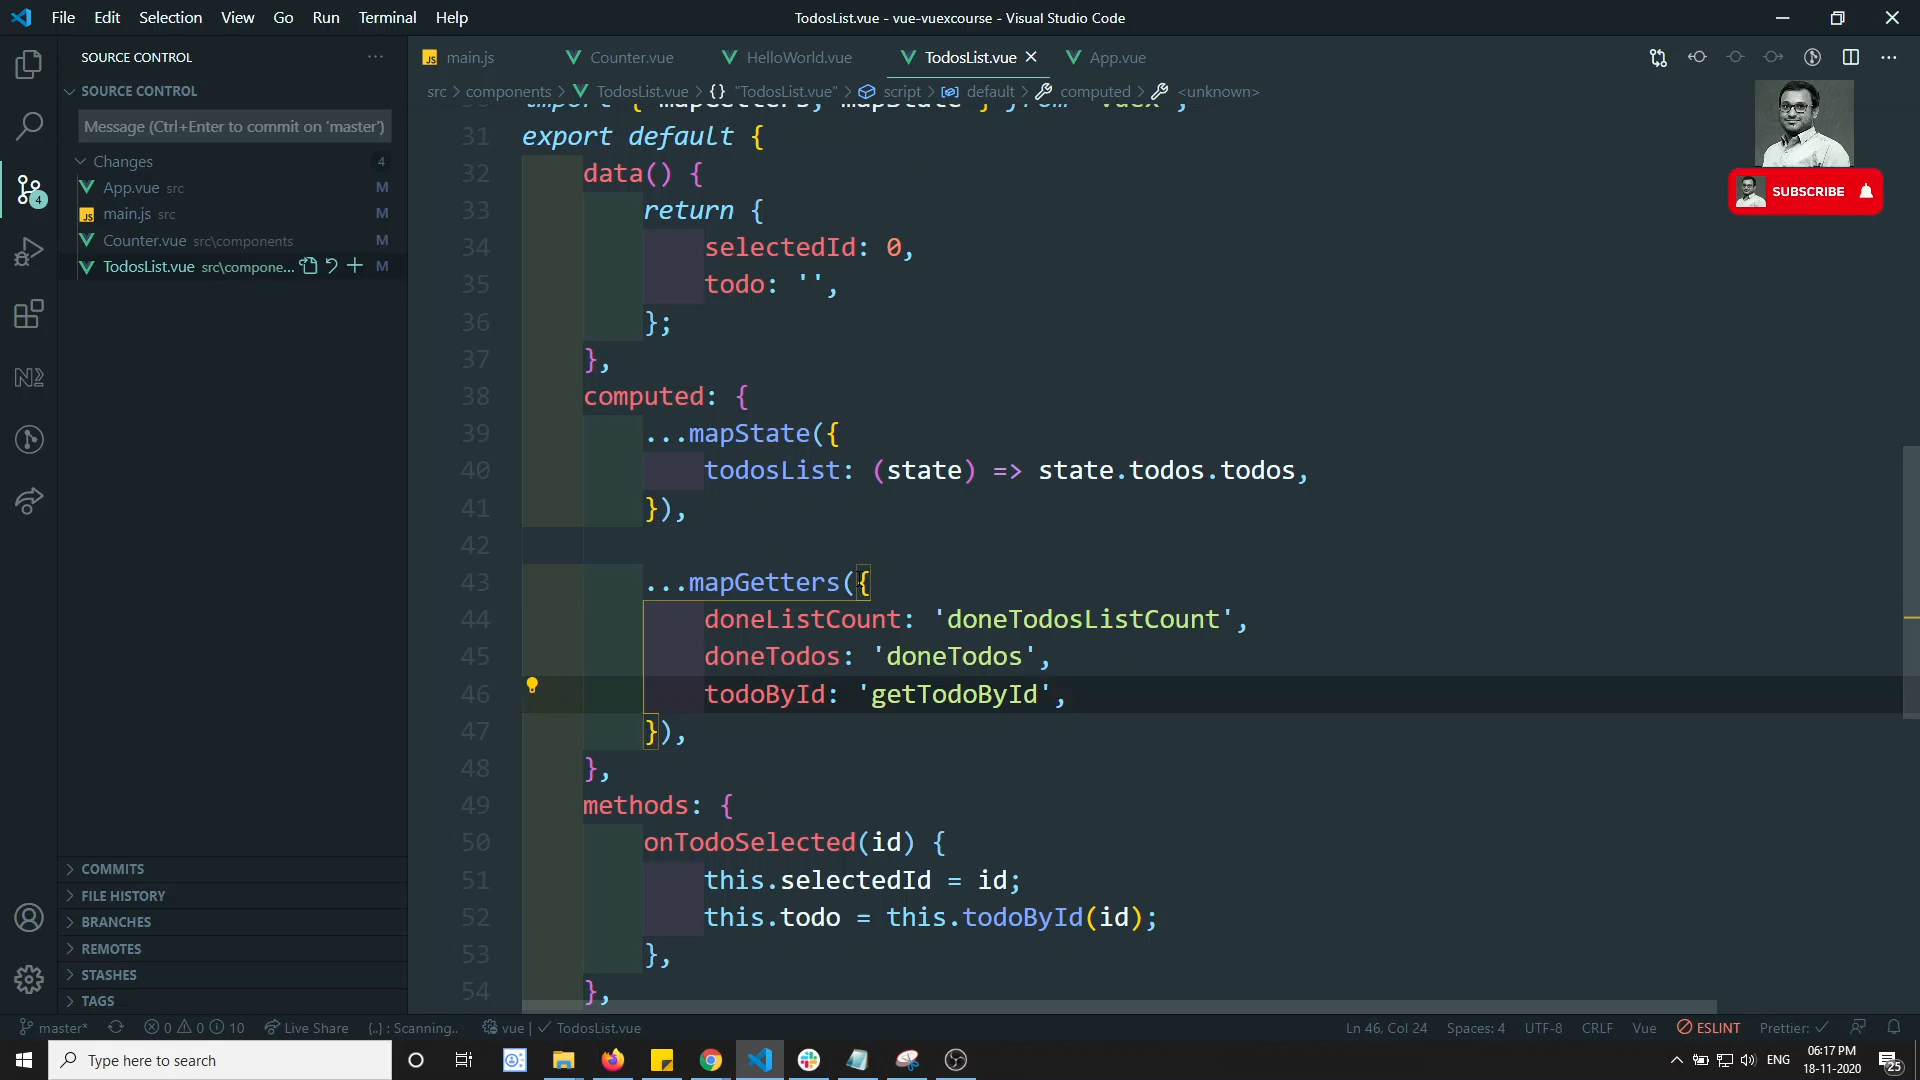 File Edit Selection View Go Run Terminal Help
TodosList.vue - vue-vuexcourse - Visual Studio Code
SOURCE CONTROL
main.js Counter.vue HelloWorld.vue TodosList.vue App.vue
SOURCE CONTROL
src > components > TodosList.vue > {} "TodosList.vue" > script > default > computed > <unknown>
Message (Ctrl+Enter to commit on 'master')
Changes 4
App.vue src M
main.js src M
Counter.vue src\components M
TodosList.vue src\compone... M
4
SUBSCRIBE
import { mapGetters, mapState } from 'vuex';
31 export default {
32 data() {
33 return {
34 selectedId: 0,
35 todo: '',
36 };
37 },
38 computed: {
39 ...mapState({
40 todosList: (state) => state.todos.todos,
41 }),
42
43 ...mapGetters({
44 doneListCount: 'doneTodosListCount',
45 doneTodos: 'doneTodos',
46 todoById: 'getTodoById',
47 }),
48 },
49 methods: {
50 onTodoSelected(id) {
51 this.selectedId = id;
52 this.todo = this.todoById(id);
53 },
54 },
COMMITS
FILE HISTORY
BRANCHES
REMOTES
STASHES
TAGS
master* 0 0 10 Live Share {..} : Scanning.. vue | TodosList.vue Ln 46, Col 24 Spaces: 4 UTF-8 CRLF Vue ESLINT Prettier:
Type here to search
ENG
06:17 PM
18-11-2020
25